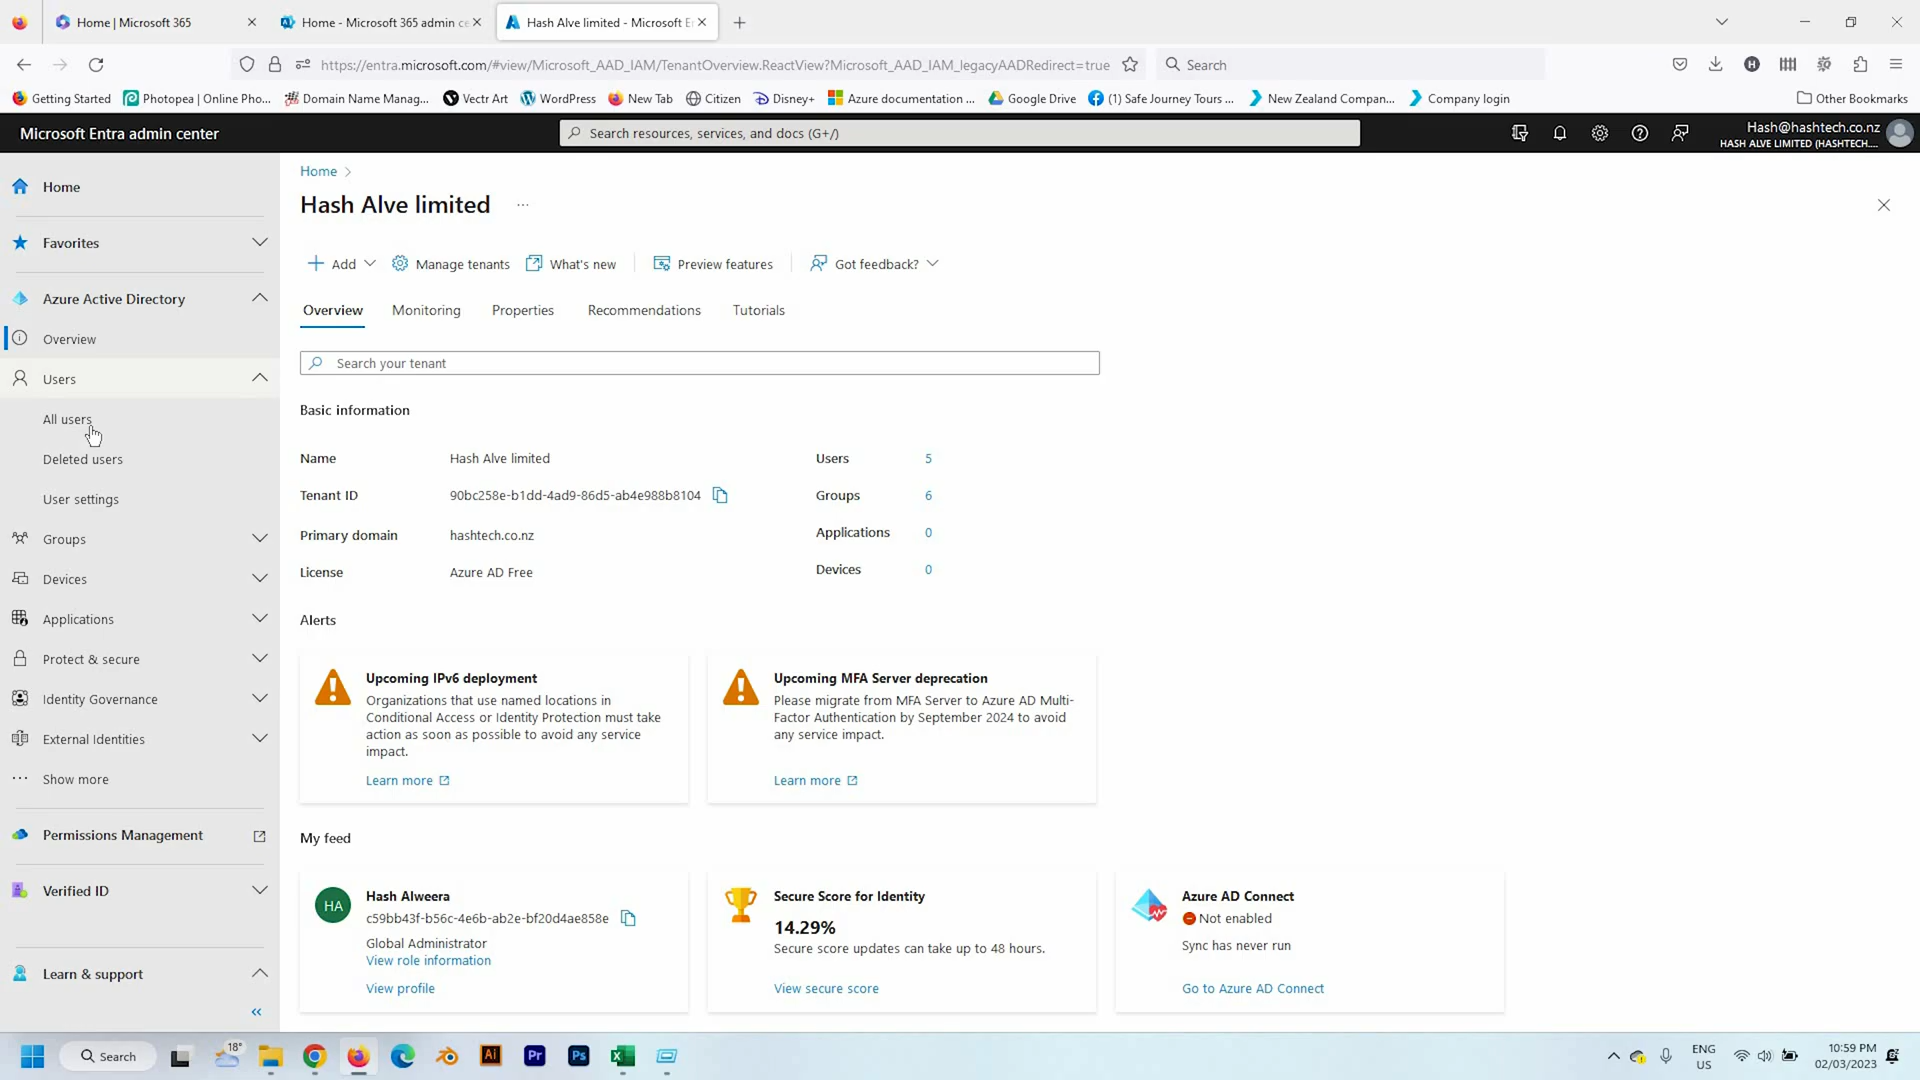 Home | Microsoft 365
Home - Microsoft 365 admin ce
Hash Alve limited - Microsoft E
https://entra.microsoft.com/#view/Microsoft_AAD_IAM/TenantOverview.ReactView?Microsoft_AAD_IAM_legacyAADRedirect=true
Search
Getting Started
Photopea | Online Pho...
Domain Name Manag...
Vectr Art
WordPress
New Tab
Citizen
Disney+
Azure documentation ...
Google Drive
(1) Safe Journey Tours ...
New Zealand Compan...
Company login
Other Bookmarks
Microsoft Entra admin center
Search resources, services, and docs (G+/)
Hash@hashtech.co.nz
HASH ALVE LIMITED (HASHTECH....
Home
Favorites
Azure Active Directory
Overview
Users
All users
Deleted users
User settings
Groups
Devices
Applications
Protect & secure
Identity Governance
External Identities
Show more
Permissions Management
Verified ID
Learn & support
Home
Hash Alve limited
Add
Manage tenants
What's new
Preview features
Got feedback?
Overview
Monitoring
Properties
Recommendations
Tutorials
Search your tenant
Basic information
Name
Hash Alve limited
Users
5
Tenant ID
90bc258e-b1dd-4ad9-86d5-ab4e988b8104
Groups
6
Primary domain
hashtech.co.nz
Applications
0
License
Azure AD Free
Devices
0
Alerts
Upcoming IPv6 deployment
Organizations that use named locations in
Conditional Access or Identity Protection must take
action as soon as possible to avoid any service
impact.
Learn more
Upcoming MFA Server deprecation
Please migrate from MFA Server to Azure AD Multi-
Factor Authentication by September 2024 to avoid
any service impact.
Learn more
My feed
HA
Hash Alweera
c59bb43f-b56c-4e6b-ab2e-bf20d4ae858e
Global Administrator
View role information
View profile
Secure Score for Identity
14.29%
Secure score updates can take up to 48 hours.
View secure score
Azure AD Connect
Not enabled
Sync has never run
Go to Azure AD Connect
Search
18°
Ai
Pr
Ps
ENG
US
10:59 PM
02/03/2023